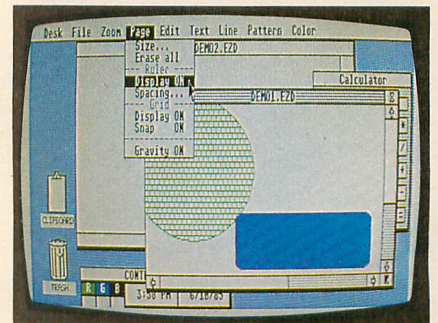 Desk File Zoom Page Edit Text Line Pattern Color
Size...
Erase all
-- Ruler --
Display ON
Spacing...
-- Grid --
Display ON
Snap ON
Gravity ON
DEMO2.EZD
Calculator
DEMO1.EZD
*
/
+
-
=
CLIPBOARD
TRASH
CONT
R G B
3:58 PM 6/18/85